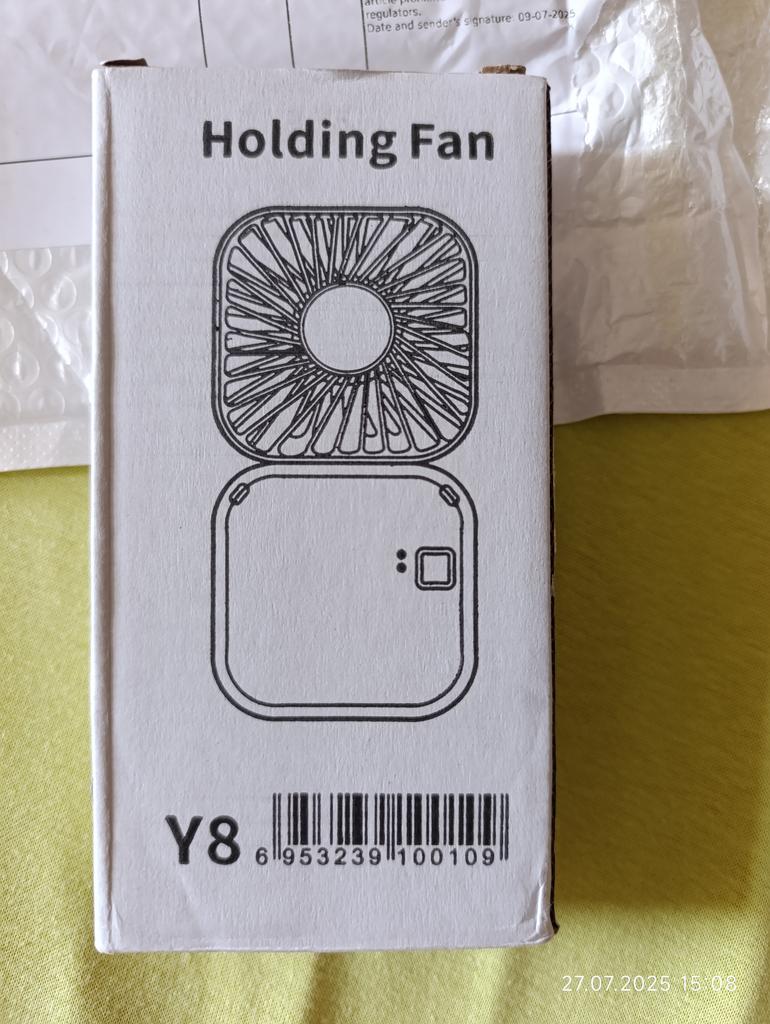 regulators.
Date and sender's signature: 09-07-2025
Holding Fan
Y8
6 953239 100109
27.07.2025 15:08